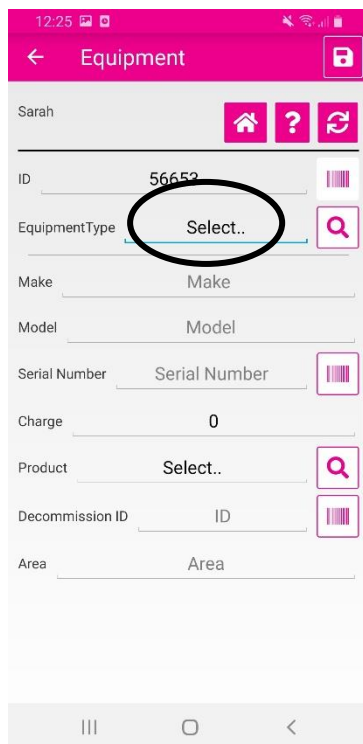 12:25
Equipment
Sarah
?
ID 56653
EquipmentType Select..
Make Make
Model Model
Serial Number Serial Number
Charge 0
Product Select..
Decommission ID ID
Area Area